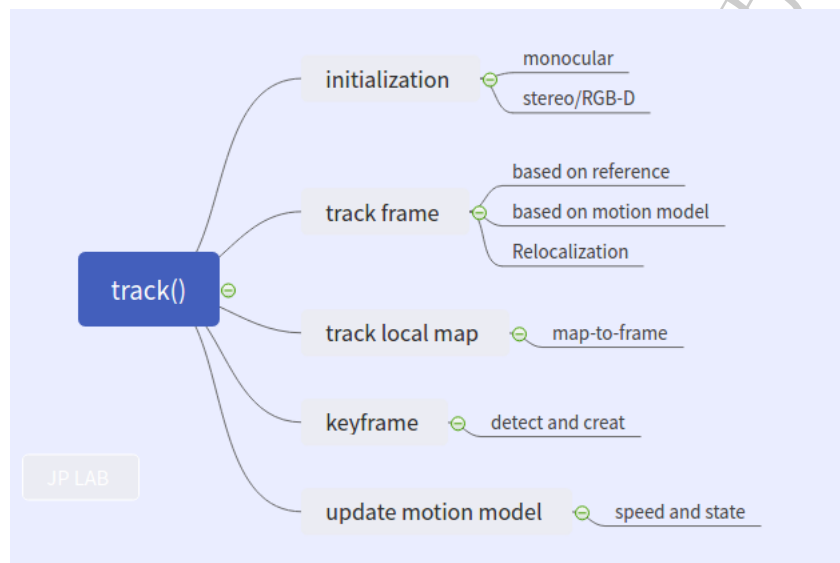 initialization
monocular
stereo/RGB-D
track frame
based on reference
based on motion model
Relocalization
track()
track local map
map-to-frame
keyframe
detect and creat
JP LAB
update motion model
speed and state